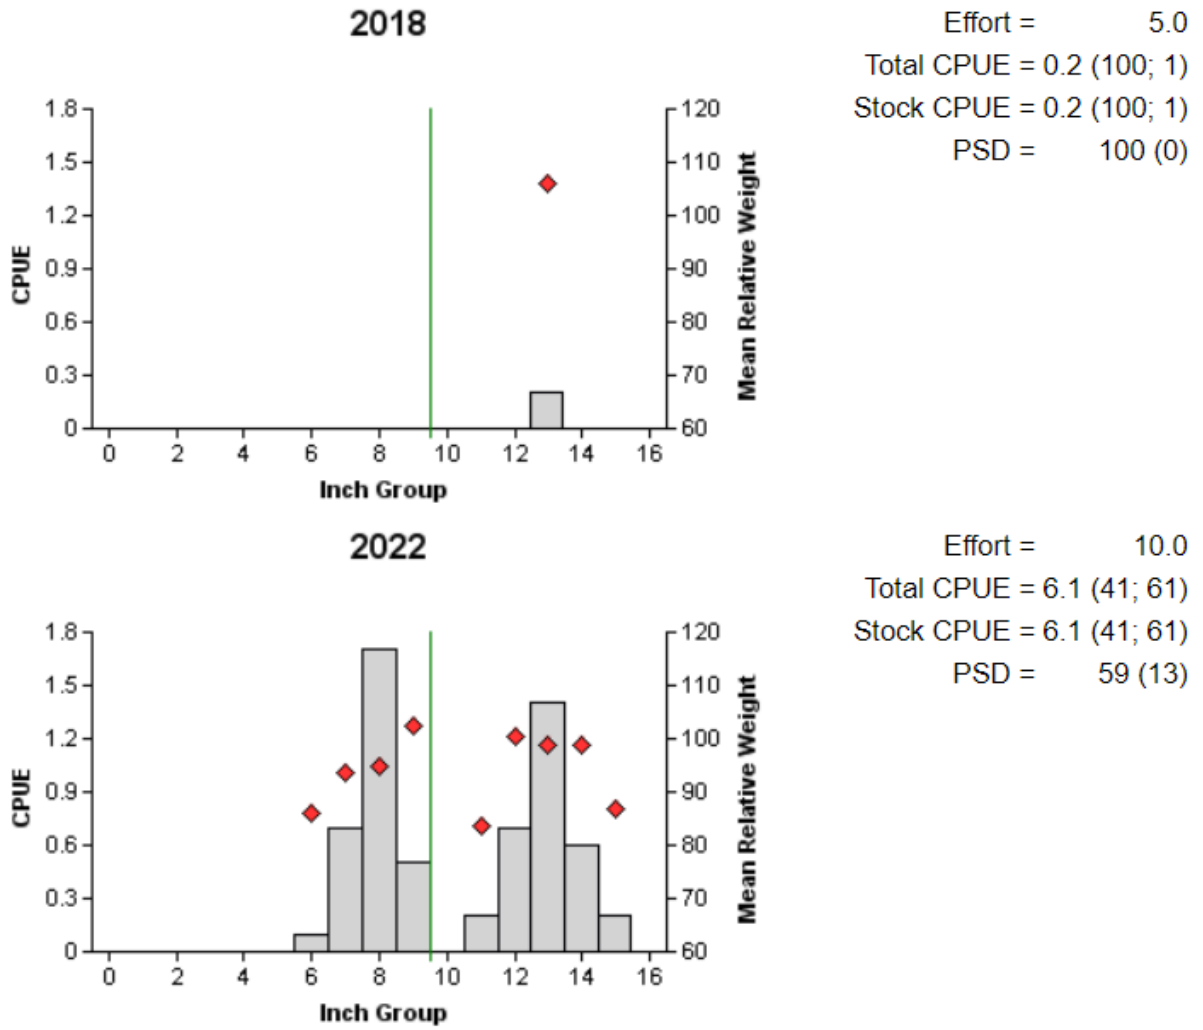 2018
Effort = 5.0
Total CPUE = 0.2 (100; 1)
Stock CPUE = 0.2 (100; 1)
PSD = 100 (0)
CPUE
1.8
1.5
1.2
0.9
0.6
0.3
0
120
110
100
90
80
70
60
Mean Relative Weight
0 2 4 6 8 10 12 14 16
Inch Group
2022
Effort = 10.0
Total CPUE = 6.1 (41; 61)
Stock CPUE = 6.1 (41; 61)
PSD = 59 (13)
CPUE
1.8
1.5
1.2
0.9
0.6
0.3
0
120
110
100
90
80
70
60
Mean Relative Weight
0 2 4 6 8 10 12 14 16
Inch Group